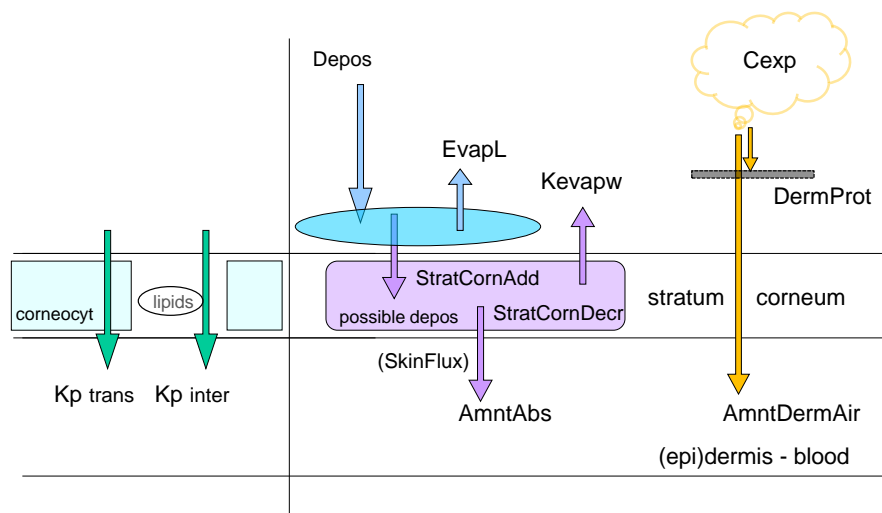 Depos
Cexp
EvapL
Kevapw
DermProt
StratCornAdd
corneocyt
lipids
possible depos
StratCornDecr
stratum corneum
(SkinFlux)
Kp trans
Kp inter
AmntAbs
AmntDermAir
(epi)dermis - blood